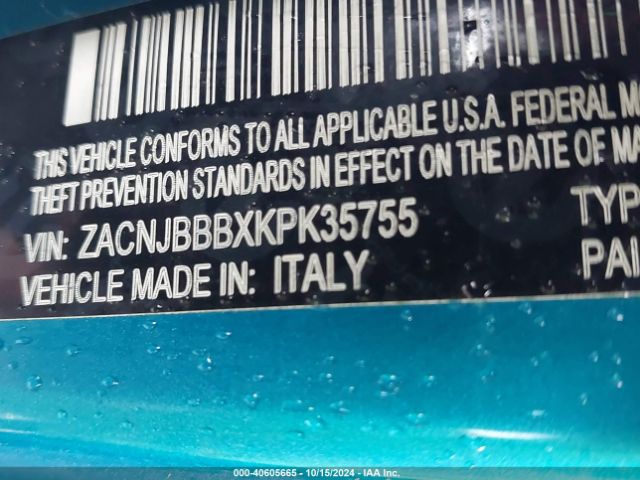 THIS VEHICLE CONFORMS TO ALL APPLICABLE U.S.A. FEDERAL M
THEFT PREVENTION STANDARDS IN EFFECT ON THE DATE OF MA
VIN: ZACNJBBBXKPK35755 TYP
VEHICLE MADE IN: ITALY PAI
000-40605665 - 10/15/2024 - IAA Inc.